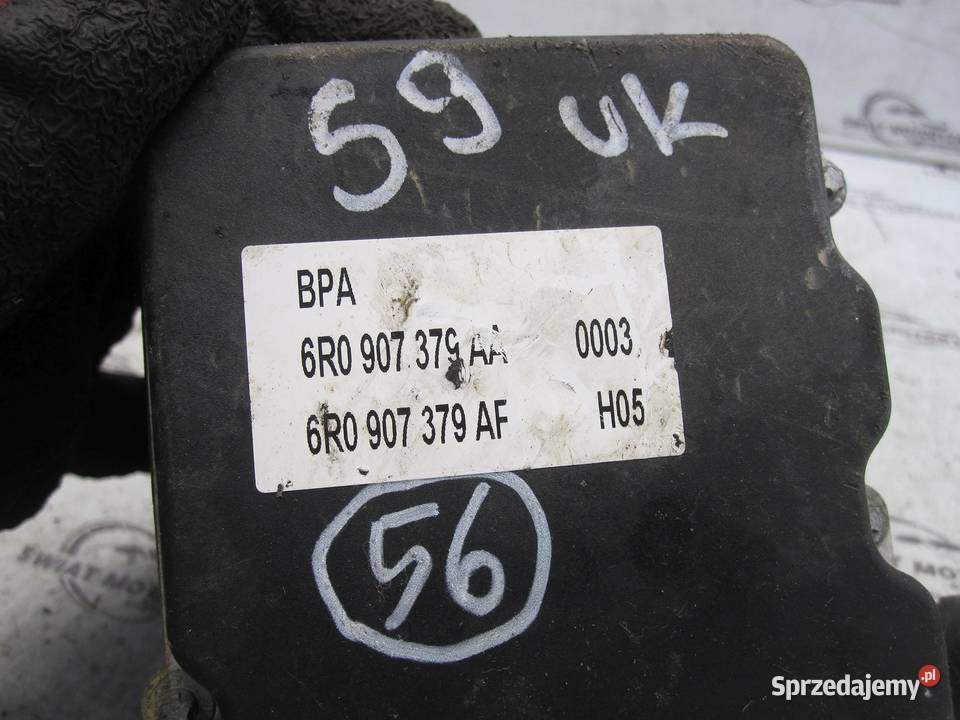 59 UK
BPA
6R0 907 379 AA 0003
6R0 907 379 AF H05
56
Sprzedajemy.pl